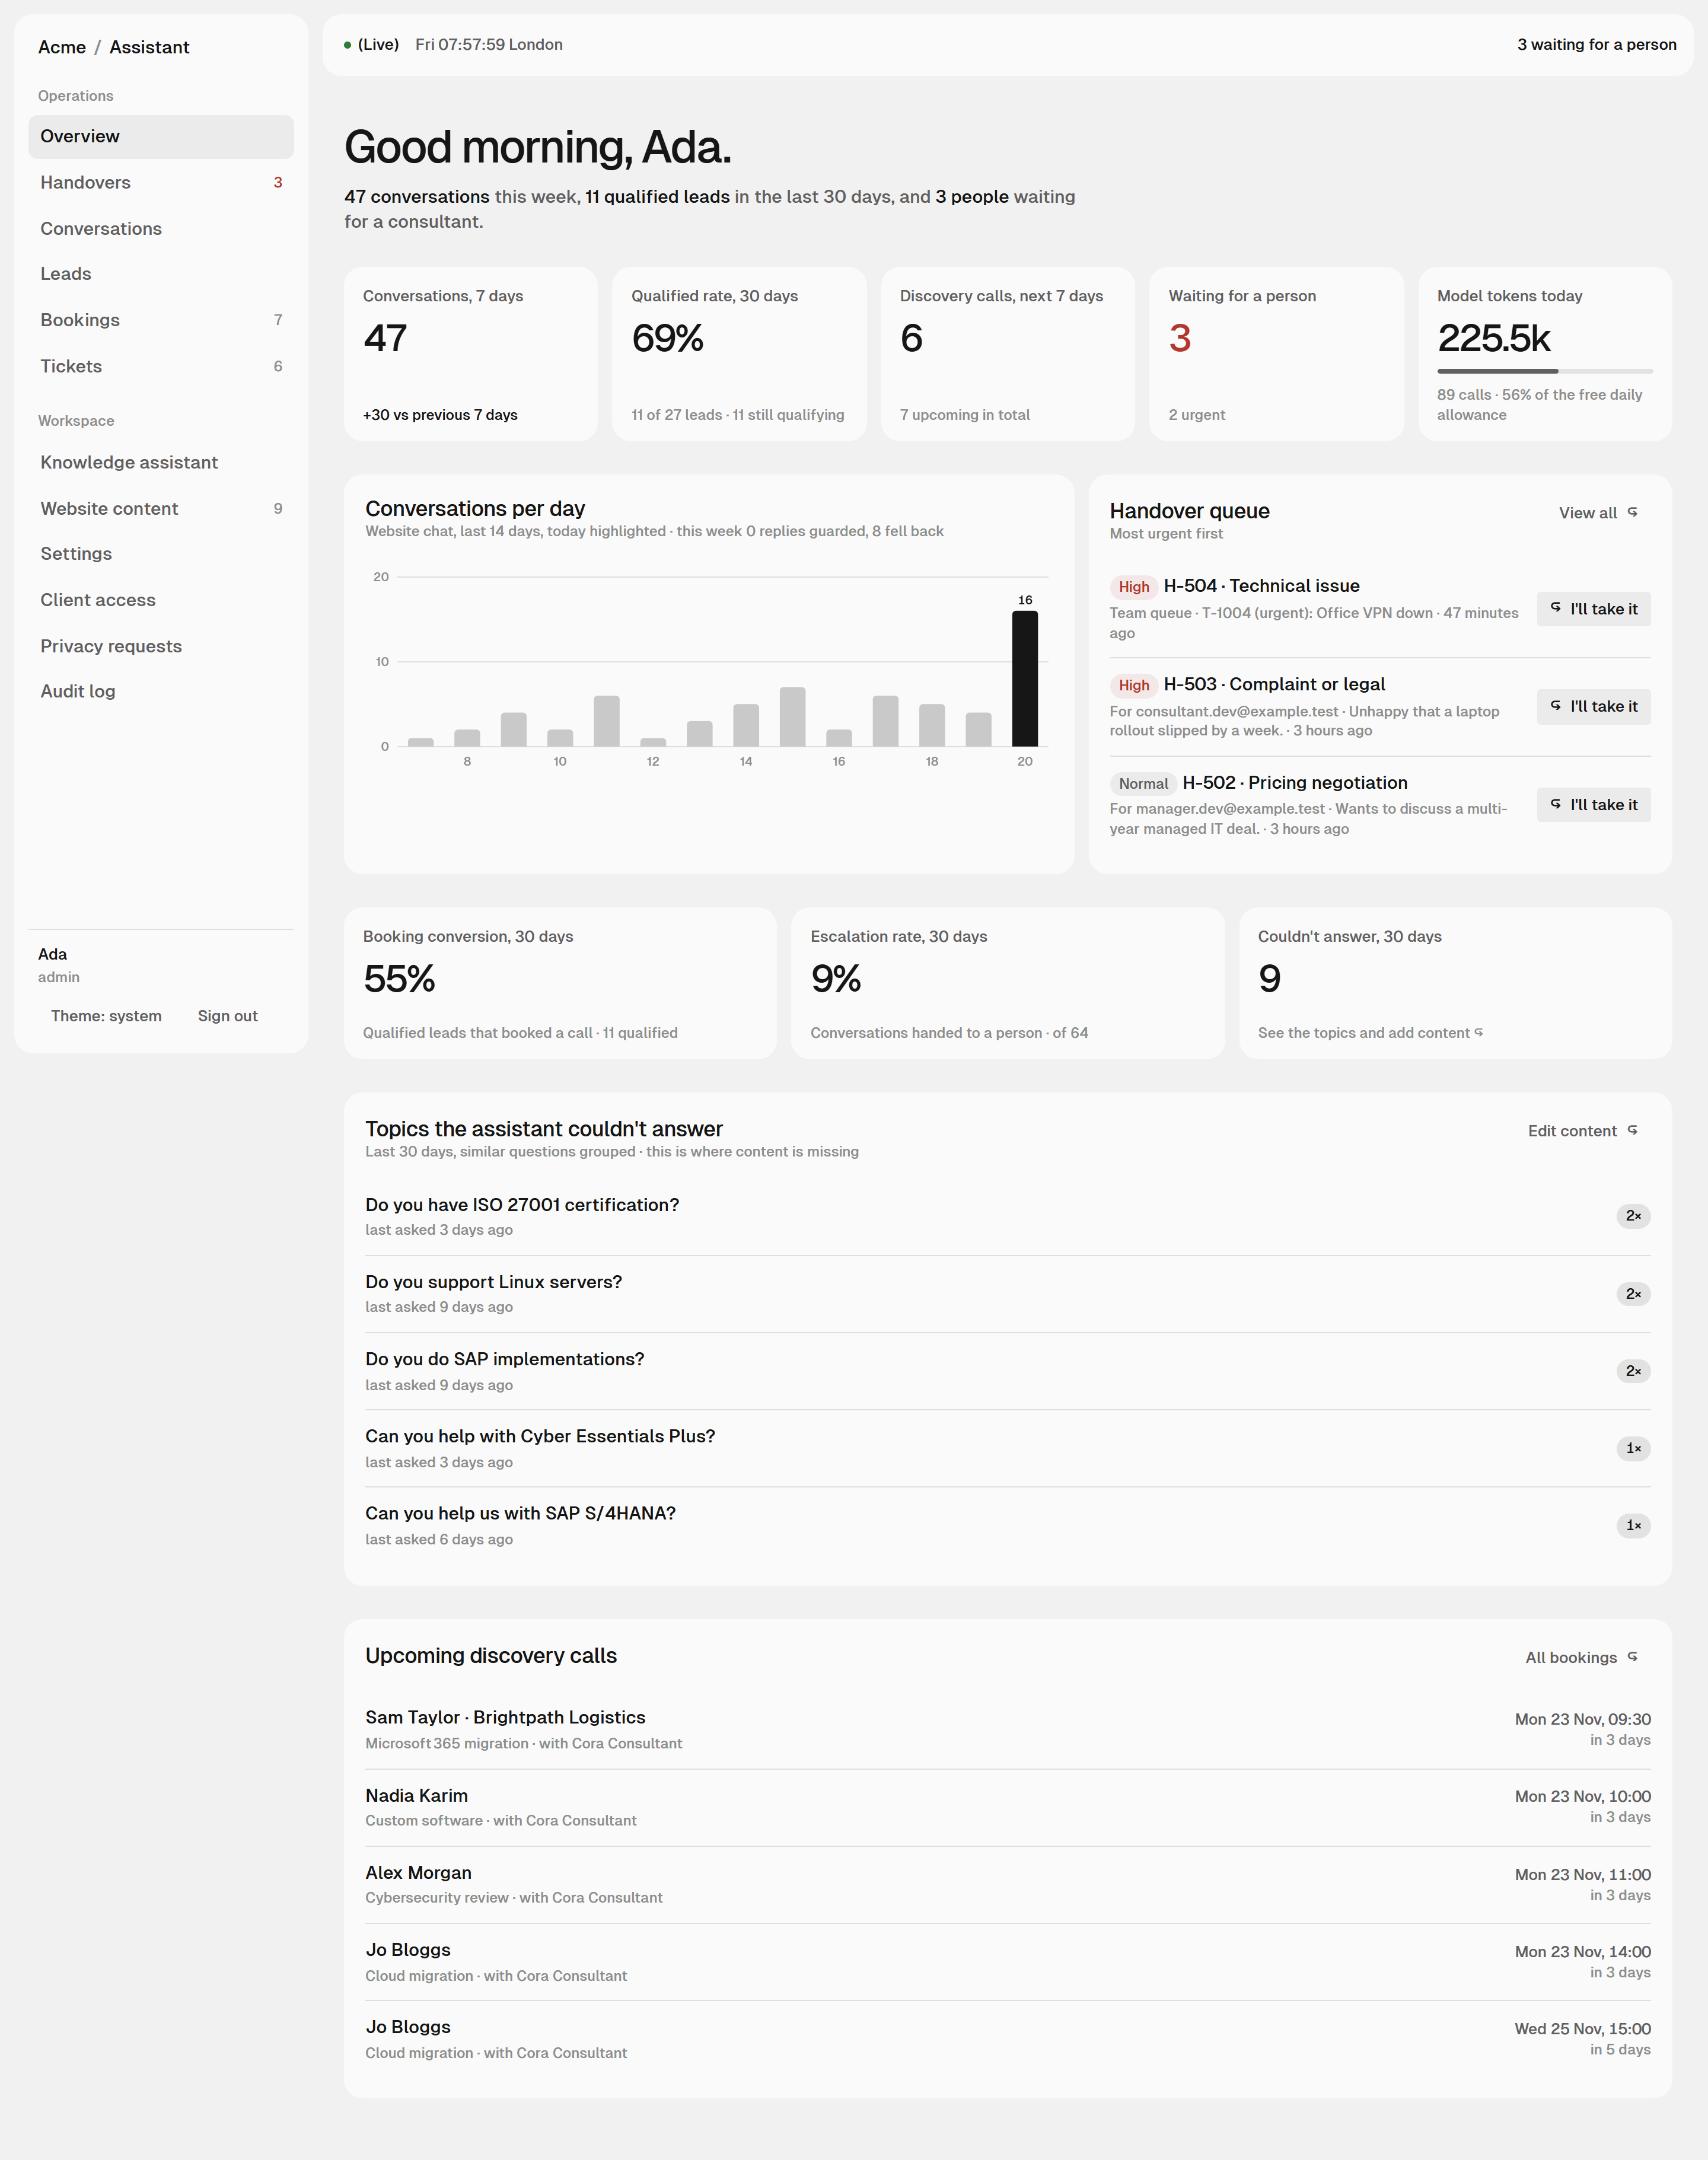 Acme / Assistant
Operations
Overview
Handovers 3
Conversations
Leads
Bookings 7
Tickets 6
Workspace
Knowledge assistant
Website content 9
Settings
Client access
Privacy requests
Audit log
Ada
admin
Theme: system Sign out
(Live) Fri 07:57:59 London
3 waiting for a person
Good morning, Ada.
47 conversations this week, 11 qualified leads in the last 30 days, and 3 people waiting
for a consultant.
Conversations, 7 days
47
+30 vs previous 7 days
Qualified rate, 30 days
69%
11 of 27 leads · 11 still qualifying
Discovery calls, next 7 days
6
7 upcoming in total
Waiting for a person
3
2 urgent
Model tokens today
225.5k
89 calls · 56% of the free daily
allowance
Conversations per day
Website chat, last 14 days, today highlighted · this week 0 replies guarded, 8 fell back
20
16
10
0
8 10 12 14 16 18 20
Handover queue
View all
Most urgent first
High H-504 · Technical issue
Team queue · T-1004 (urgent): Office VPN down · 47 minutes
ago
I'll take it
High H-503 · Complaint or legal
For consultant.dev@example.test · Unhappy that a laptop
rollout slipped by a week. · 3 hours ago
I'll take it
Normal H-502 · Pricing negotiation
For manager.dev@example.test · Wants to discuss a multi-
year managed IT deal. · 3 hours ago
I'll take it
Booking conversion, 30 days
55%
Qualified leads that booked a call · 11 qualified
Escalation rate, 30 days
9%
Conversations handed to a person · of 64
Couldn't answer, 30 days
9
See the topics and add content
Topics the assistant couldn't answer
Edit content
Last 30 days, similar questions grouped · this is where content is missing
Do you have ISO 27001 certification?
last asked 3 days ago
2×
Do you support Linux servers?
last asked 9 days ago
2×
Do you do SAP implementations?
last asked 9 days ago
2×
Can you help with Cyber Essentials Plus?
last asked 3 days ago
1×
Can you help us with SAP S/4HANA?
last asked 6 days ago
1×
Upcoming discovery calls
All bookings
Sam Taylor · Brightpath Logistics
Microsoft 365 migration · with Cora Consultant
Mon 23 Nov, 09:30
in 3 days
Nadia Karim
Custom software · with Cora Consultant
Mon 23 Nov, 10:00
in 3 days
Alex Morgan
Cybersecurity review · with Cora Consultant
Mon 23 Nov, 11:00
in 3 days
Jo Bloggs
Cloud migration · with Cora Consultant
Mon 23 Nov, 14:00
in 3 days
Jo Bloggs
Cloud migration · with Cora Consultant
Wed 25 Nov, 15:00
in 5 days